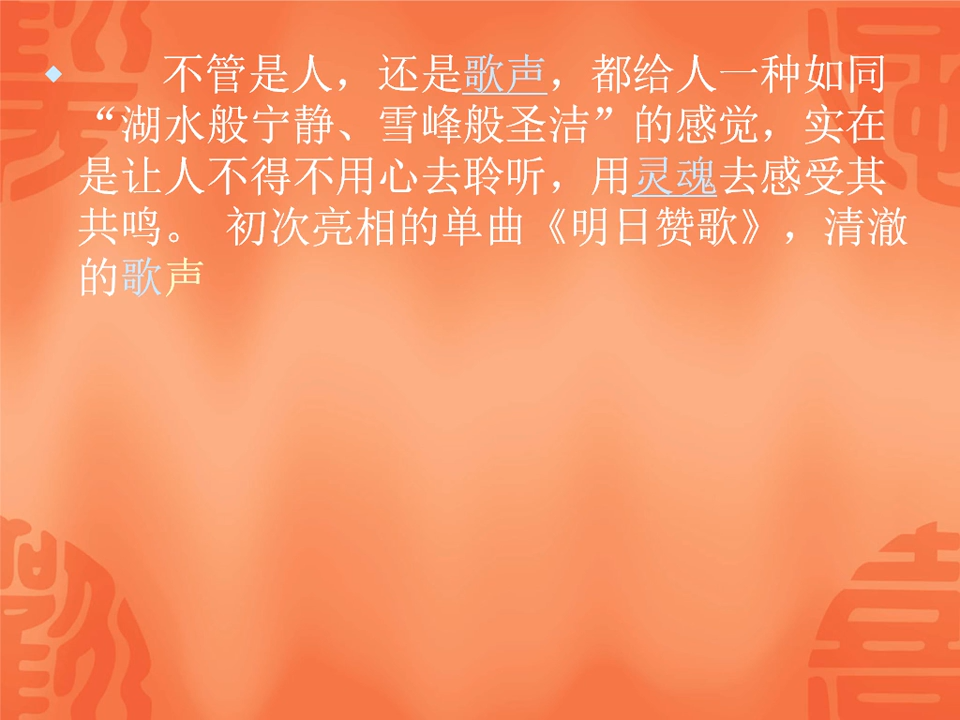 不管是人，还是歌声，都给人一种如同
“湖水般宁静、雪峰般圣洁”的感觉，实在
是让人不得不用心去聆听，用灵魂去感受其
共鸣。 初次亮相的单曲《明日赞歌》，清澈
的歌声